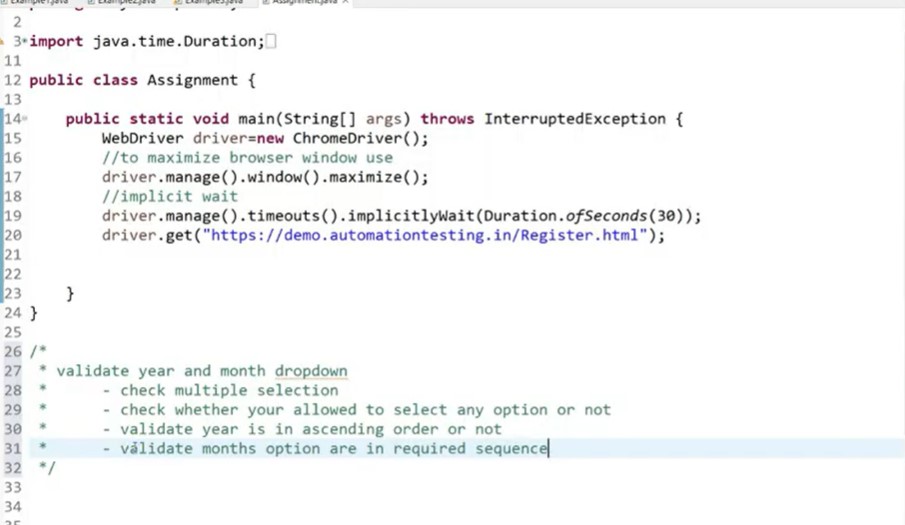 Example1.java Example2.java Example3.java Assignment.java
2
3 import java.time.Duration;
11
12 public class Assignment {
13
14 public static void main(String[] args) throws InterruptedException {
15 WebDriver driver=new ChromeDriver();
16 //to maximize browser window use
17 driver.manage().window().maximize();
18 //implicit wait
19 driver.manage().timeouts().implicitlyWait(Duration.ofSeconds(30));
20 driver.get("https://demo.automationtesting.in/Register.html");
21
22
23 }
24 }
25
26 /*
27 * validate year and month dropdown
28 * - check multiple selection
29 * - check whether your allowed to select any option or not
30 * - validate year is in ascending order or not
31 * - validate months option are in required sequence
32 */
33
34